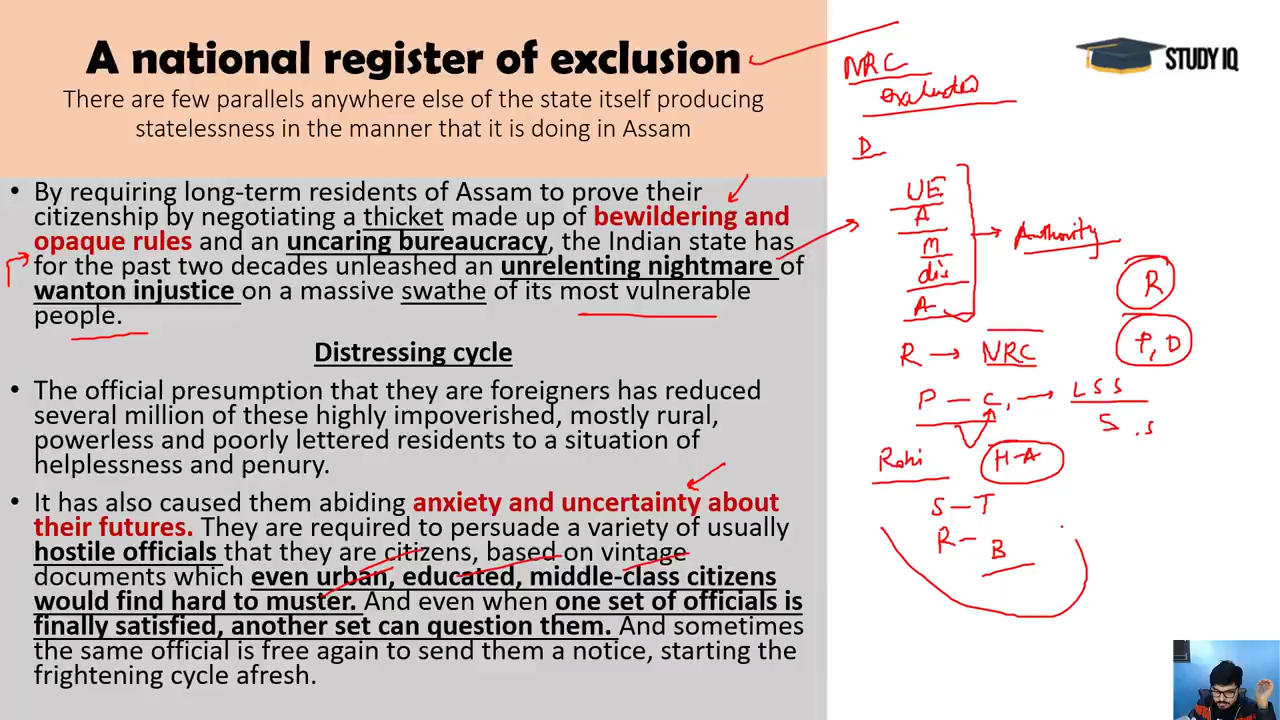 A national register of exclusion
There are few parallels anywhere else of the state itself producing
statelessness in the manner that it is doing in Assam
• By requiring long-term residents of Assam to prove their
citizenship by negotiating a thicket made up of bewildering and
opaque rules and an uncaring bureaucracy, the Indian state has
for the past two decades unleashed an unrelenting nightmare of
wanton injustice on a massive swathe of its most vulnerable
people.
Distressing cycle
• The official presumption that they are foreigners has reduced
several million of these highly impoverished, mostly rural,
powerless and poorly lettered residents to a situation of
helplessness and penury.
• It has also caused them abiding anxiety and uncertainty about
their futures. They are required to persuade a variety of usually
hostile officials that they are citizens, based on vintage
documents which even urban, educated, middle-class citizens
would find hard to muster. And even when one set of officials is
finally satisfied, another set can question them. And sometimes
the same official is free again to send them a notice, starting the
frightening cycle afresh.
NRC
D
UE
A
M
dis
A
Authority
R
P, D
R → NRC
P – C, → LSS
S.S
Rohi
H-A
S – T
R – B
STUDY IQ